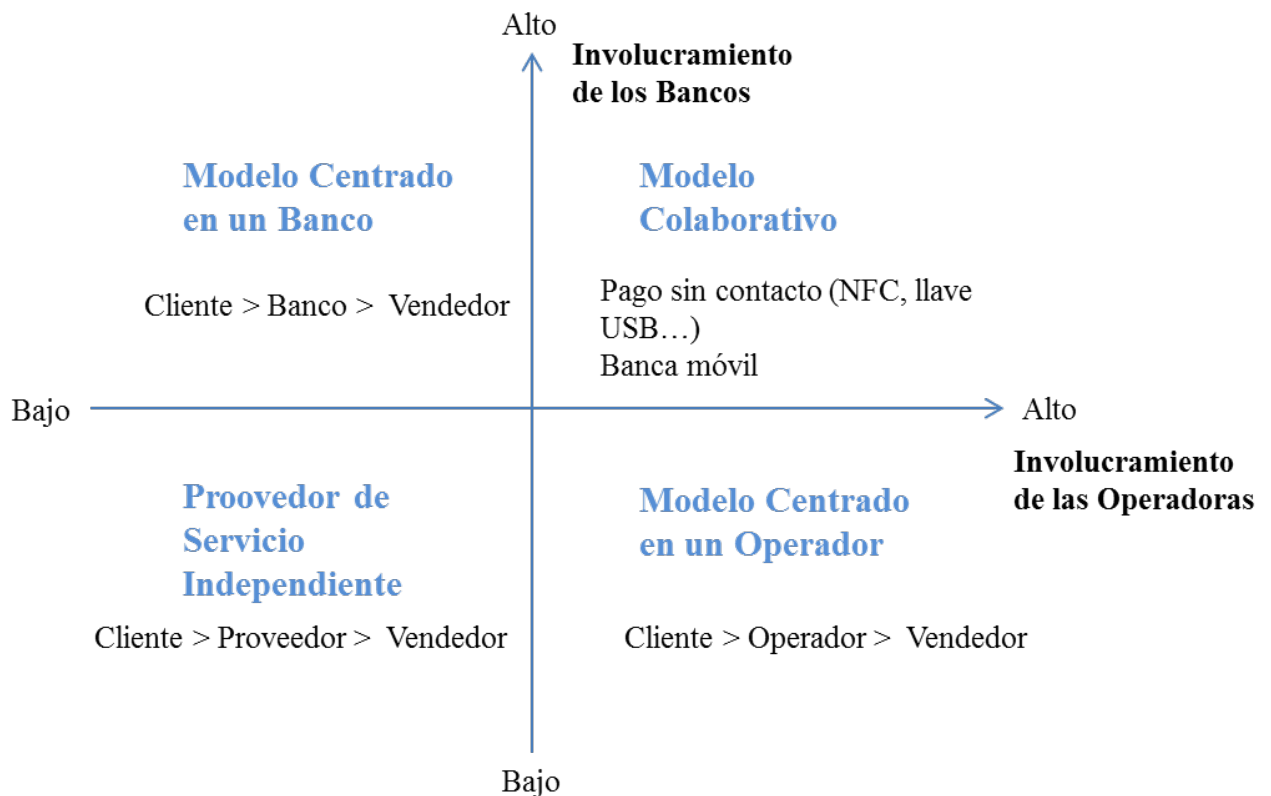 Alto
Involucramiento
de los Bancos
Modelo Centrado
en un Banco
Modelo
Colaborativo
Cliente > Banco > Vendedor
Pago sin contacto (NFC, llave
USB…)
Banca móvil
Bajo
Alto
Involucramiento
de las Operadoras
Proovedor de
Servicio
Independiente
Modelo Centrado
en un Operador
Cliente > Proveedor > Vendedor
Cliente > Operador > Vendedor
Bajo